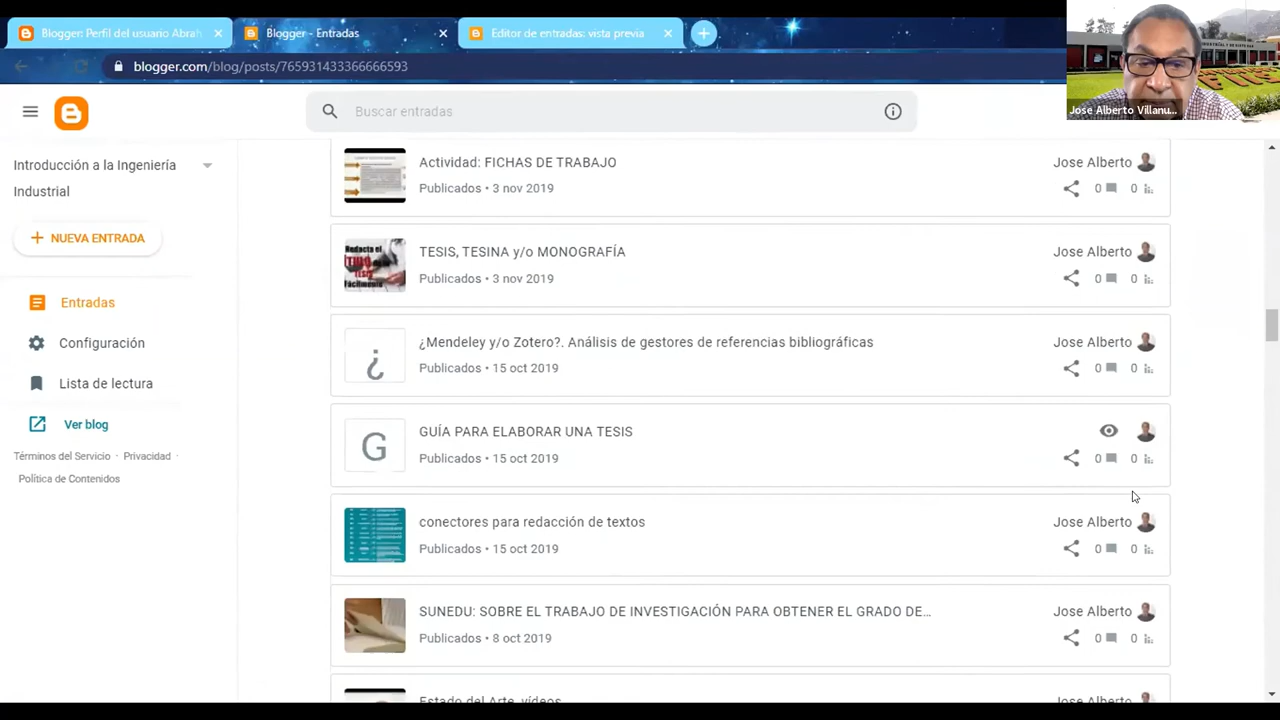 Blogger: Perfil del usuario Abrah
Blogger - Entradas
Editor de entradas: vista previa
blogger.com/blog/posts/765931433366666593
Jose Alberto Villanu...
Buscar entradas
Introducción a la Ingeniería
Industrial
NUEVA ENTRADA
Entradas
Configuración
Lista de lectura
Ver blog
Términos del Servicio · Privacidad ·
Política de Contenidos
Actividad: FICHAS DE TRABAJO
Jose Alberto
Publicados • 3 nov 2019
0 0
Redacta el
TESIS, TESINA y/o MONOGRAFÍA
Jose Alberto
Publicados • 3 nov 2019
0 0
¿
¿Mendeley y/o Zotero?. Análisis de gestores de referencias bibliográficas
Jose Alberto
Publicados • 15 oct 2019
0 0
G
GUÍA PARA ELABORAR UNA TESIS
Publicados • 15 oct 2019
0 0
conectores para redacción de textos
Jose Alberto
Publicados • 15 oct 2019
0 0
SUNEDU: SOBRE EL TRABAJO DE INVESTIGACIÓN PARA OBTENER EL GRADO DE...
Jose Alberto
Publicados • 8 oct 2019
0 0
Estado del Arte, vídeos
Jose Alberto